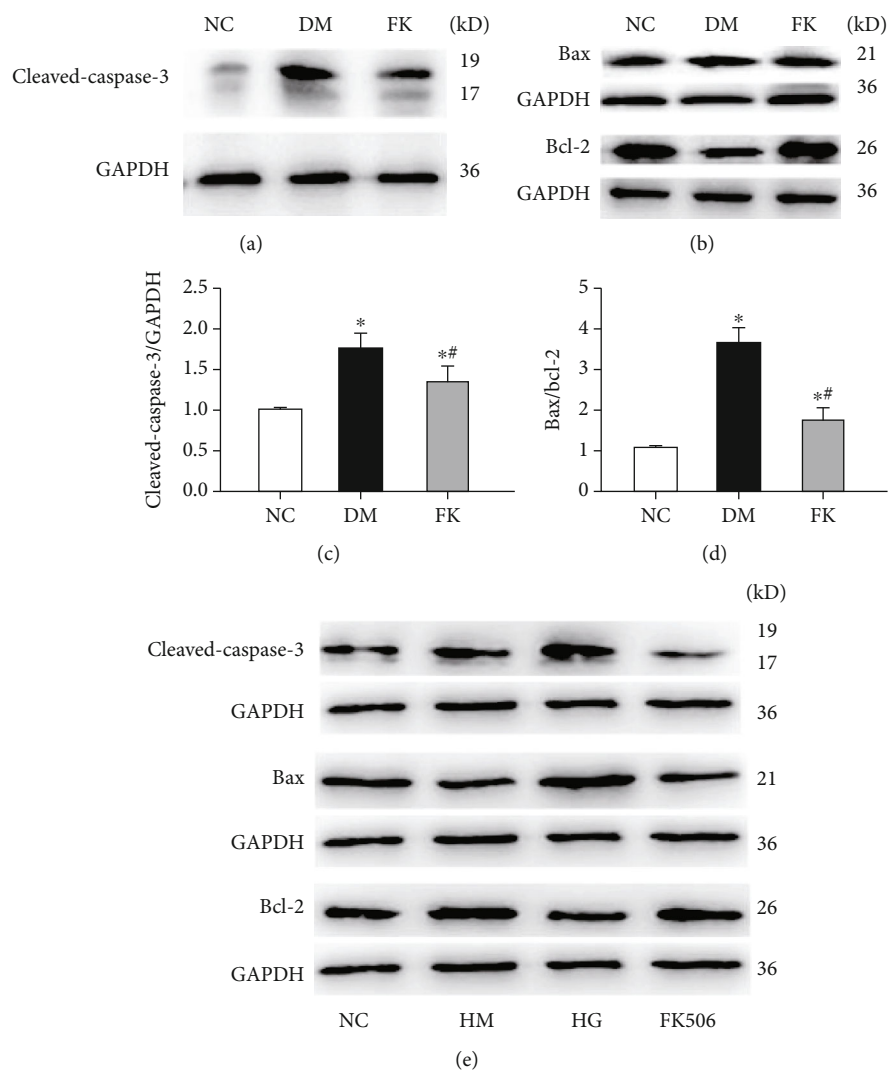 NC DM FK (kD)
Cleaved-caspase-3 19
17
GAPDH 36
(a)
NC DM FK (kD)
Bax 21
GAPDH 36
Bcl-2 26
GAPDH 36
(b)
Cleaved-caspase-3/GAPDH
2.5
2.0
1.5
1.0
0.5
0.0
*
*#
NC DM FK
(c)
Bax/bcl-2
5
4
3
2
1
0
*
*#
NC DM FK
(d)
(kD)
Cleaved-caspase-3 19
17
GAPDH 36
Bax 21
GAPDH 36
Bcl-2 26
GAPDH 36
NC HM HG FK506
(e)